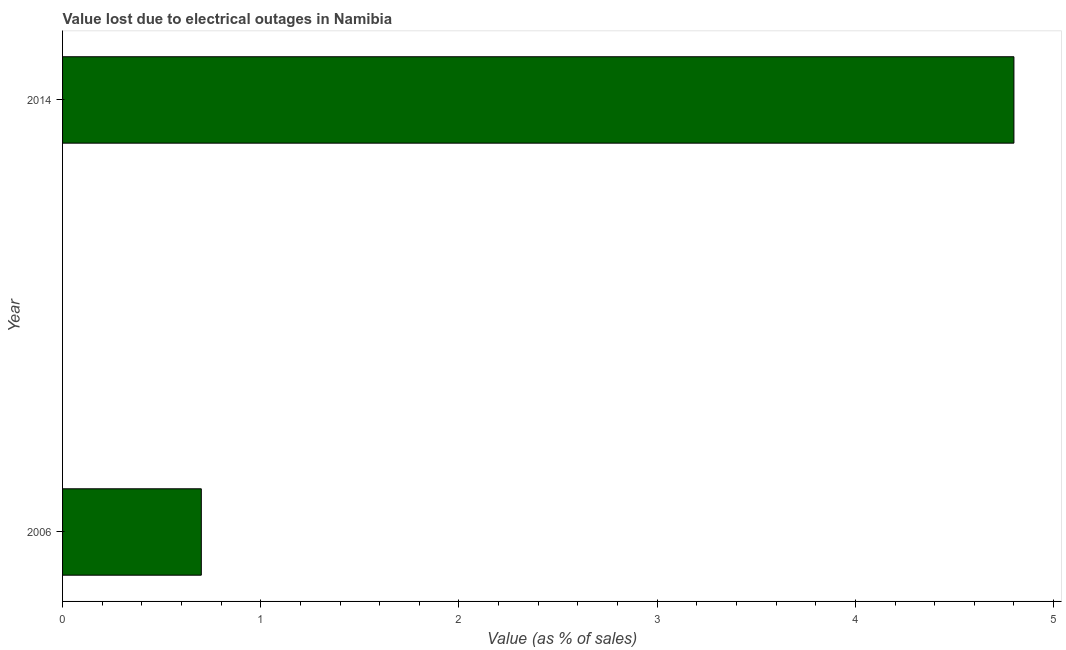 Value lost due to electrical outages in Namibia
2014
2006
Year
0 1 2 3 4 5
Value (as % of sales)